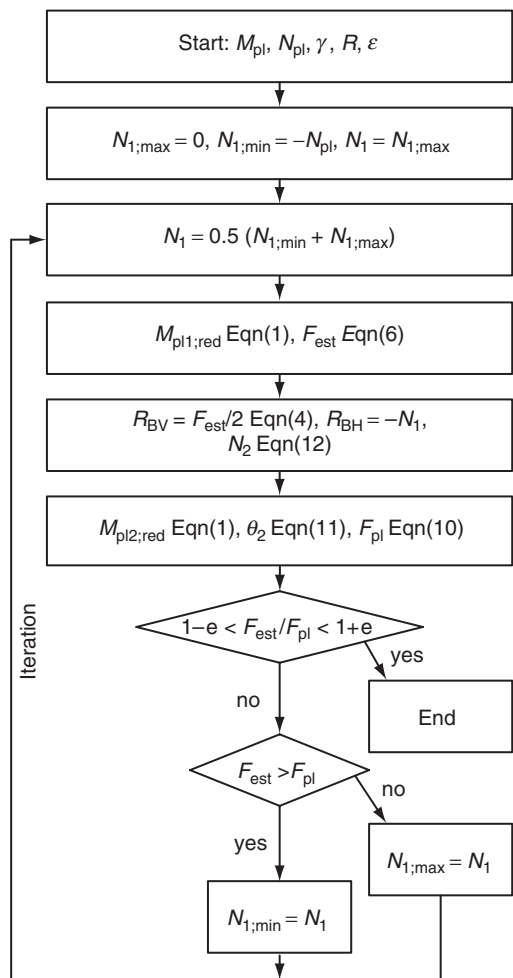 Start: M_pl, N_pl, γ, R, ε
N_1;max = 0, N_1;min = −N_pl, N_1 = N_1;max
N_1 = 0.5 (N_1;min + N_1;max)
M_pl1;red Eqn(1), F_est Eqn(6)
R_BV = F_est/2 Eqn(4), R_BH = −N_1,
N_2 Eqn(12)
M_pl2;red Eqn(1), θ_2 Eqn(11), F_pl Eqn(10)
1−e < F_est/F_pl < 1+e
yes
no
End
F_est >F_pl
no
yes
N_1;max = N_1
N_1;min = N_1
Iteration